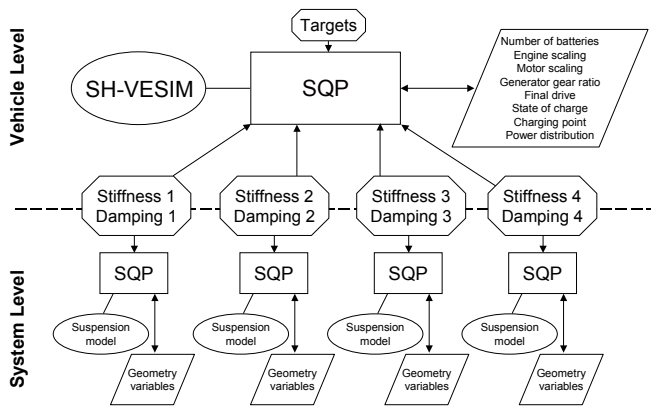 Vehicle Level
Targets
SH-VESIM
SQP
Number of batteries
Engine scaling
Motor scaling
Generator gear ratio
Final drive
State of charge
Charging point
Power distribution
Stiffness 1
Damping 1
Stiffness 2
Damping 2
Stiffness 3
Damping 3
Stiffness 4
Damping 4
System Level
SQP
SQP
SQP
SQP
Suspension
model
Suspension
model
Suspension
model
Suspension
model
Geometry
variables
Geometry
variables
Geometry
variables
Geometry
variables